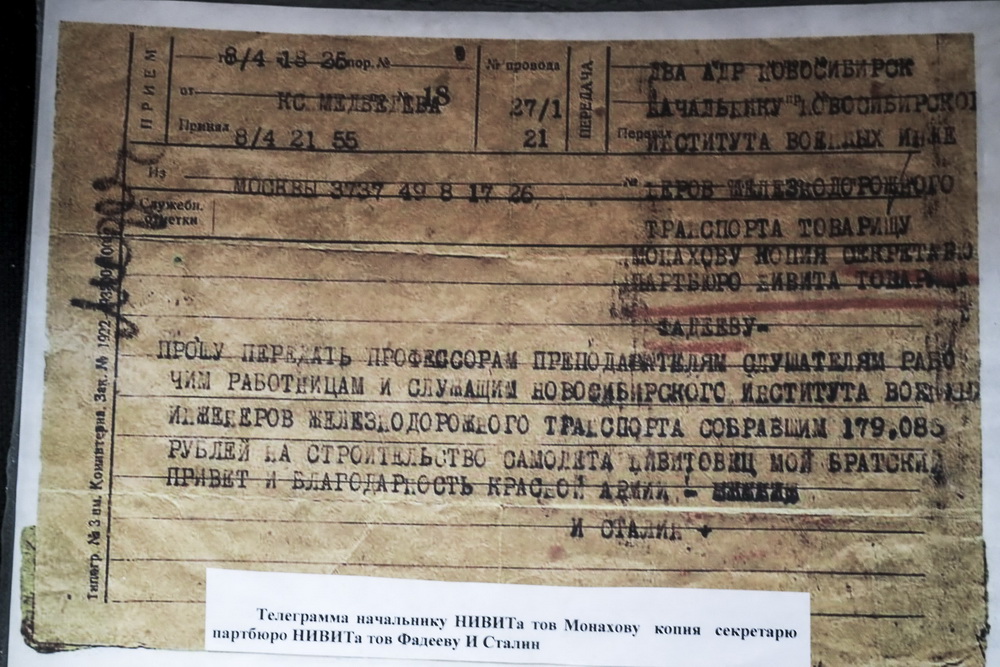 ПРИЕМ
8/4 18 25 пор. №
от КС МЕДВЕДЕВА 18
Принял 8/4 21 55
№ провода
27/1
21
ПЕРЕДАЧА
ДВА АДР НОВОСИБИРСК
НАЧАЛЬНИКУ НОВОСИБИРСКОГ
ИНСТИТУТА ВОЕННЫХ ИНЖЕ
Из МОСКВЫ 3737 49 8 17 26 №
НЕРОВ ЖЕЛЕЗНОДОРОЖНОГО
Служебн.
отметки
ТРАНСПОРТА ТОВАРИЩУ
МОНАХОВУ КОПИЯ СЕКРЕТАРЮ
ПАРТБЮРО НИВИТА ТОВАР
ФАДЕЕВУ=
ПРОШУ ПЕРЕДАТЬ ПРОФЕССОРАМ ПРЕПОДАВАТЕЛЯМ СЛУШАТЕЛЯМ РАБО
ЧИМ РАБОТНИЦАМ И СЛУЖАЩИМ НОВОСИБИРСКОГО ИНСТИТУТА ВОЕННЫХ
ИНЖЕНЕРОВ ЖЕЛЕЗНОДОРОЖНОГО ТРАНСПОРТА СОБРАВШИМ 179.085
РУБЛЕЙ НА СТРОИТЕЛЬСТВО САМОЛЕТА НИВИТОВЕЦ МОЙ БРАТСКИЙ
ПРИВЕТ И БЛАГОДАРНОСТЬ КРАСНОЙ АРМИИ -
И СТАЛИН +
Типогр. № 3 им. Коминтерна, Зак. № 1922
Телеграмма начальнику НИВИТа тов Монахову копия секретарю
партбюро НИВИТа тов Фадееву И Сталин